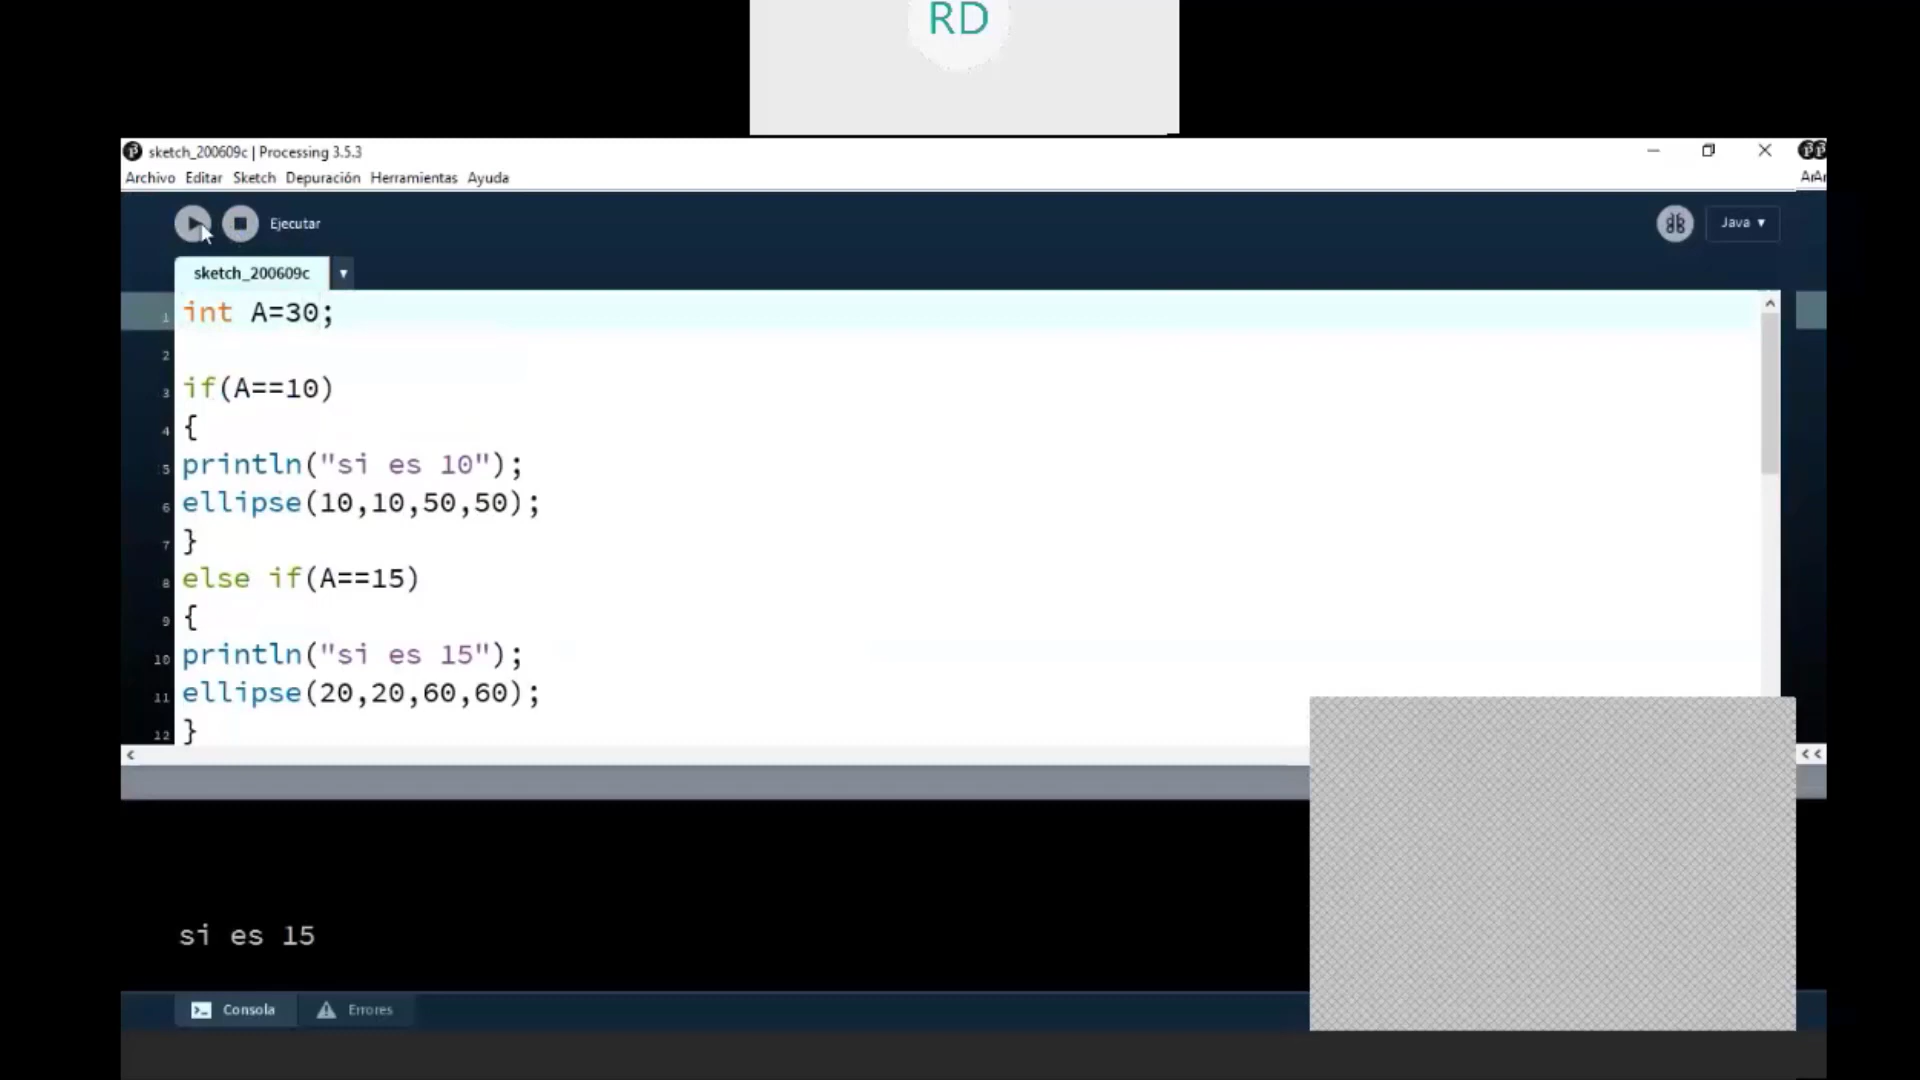 RD
sketch_200609c | Processing 3.5.3
Archivo Editar Sketch Depuración Herramientas Ayuda
Ejecutar
Java
sketch_200609c
1 int A=30;
2
3 if(A==10)
4 {
5 println("si es 10");
6 ellipse(10,10,50,50);
7 }
8 else if(A==15)
9 {
10 println("si es 15");
11 ellipse(20,20,60,60);
12 }
si es 15
Consola
Errores